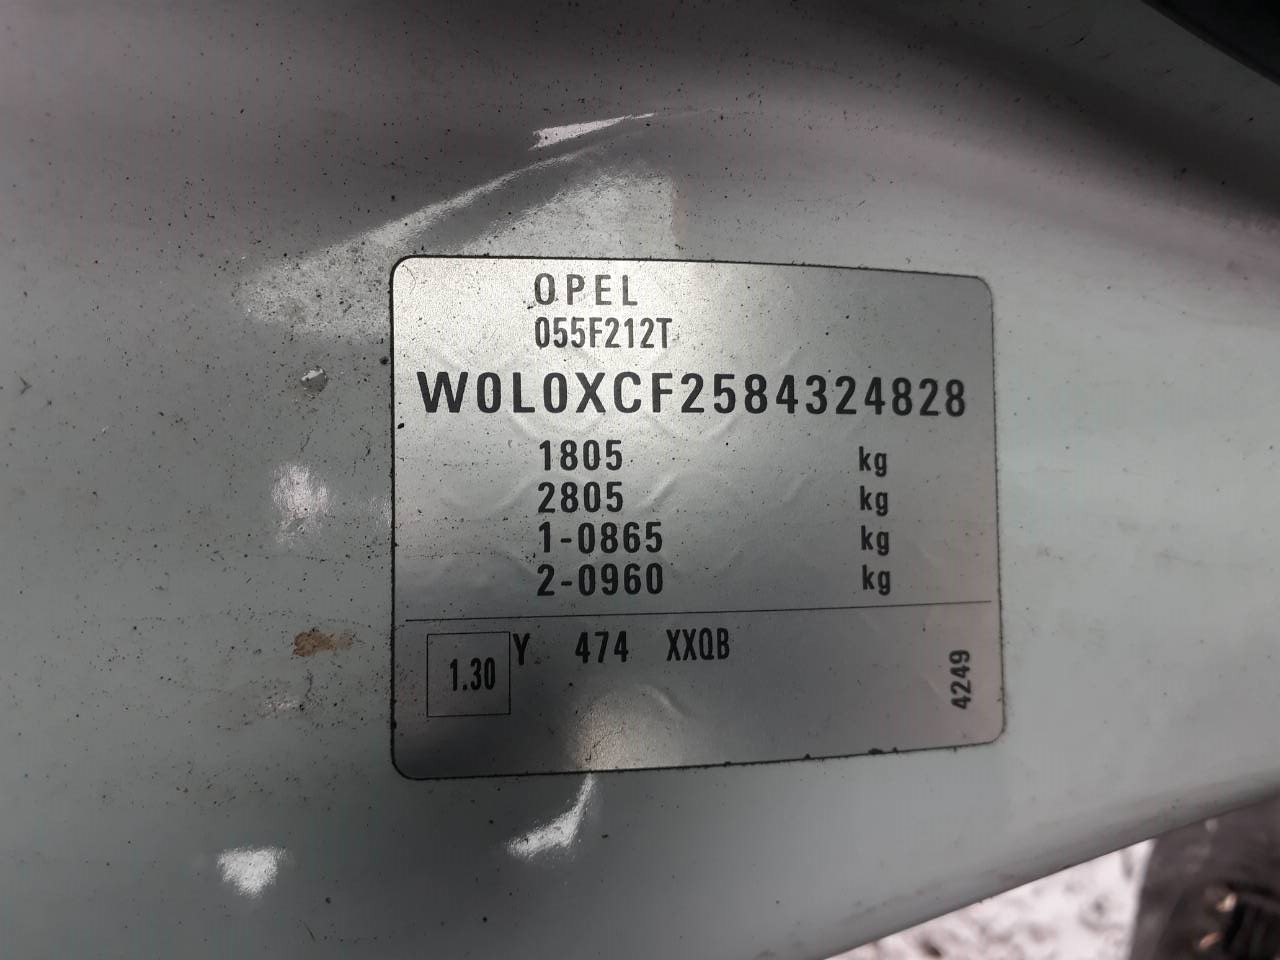 OPEL
055F212T
W0L0XCF2584324828
1805 kg
2805 kg
1-0865 kg
2-0960 kg
1.30 Y 474 XXQB
4249